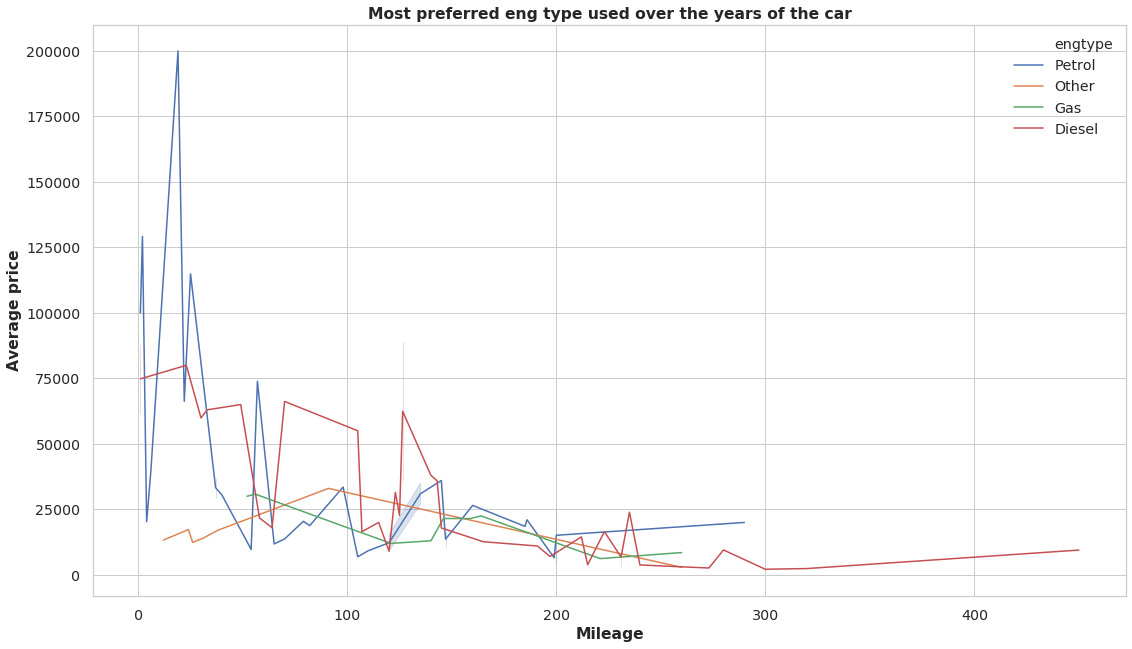 Most preferred eng type used over the years of the car
200000
175000
150000
125000
100000
75000
50000
25000
0
Average price
engtype
Petrol
Other
Gas
Diesel
0 100 200 300 400
Mileage